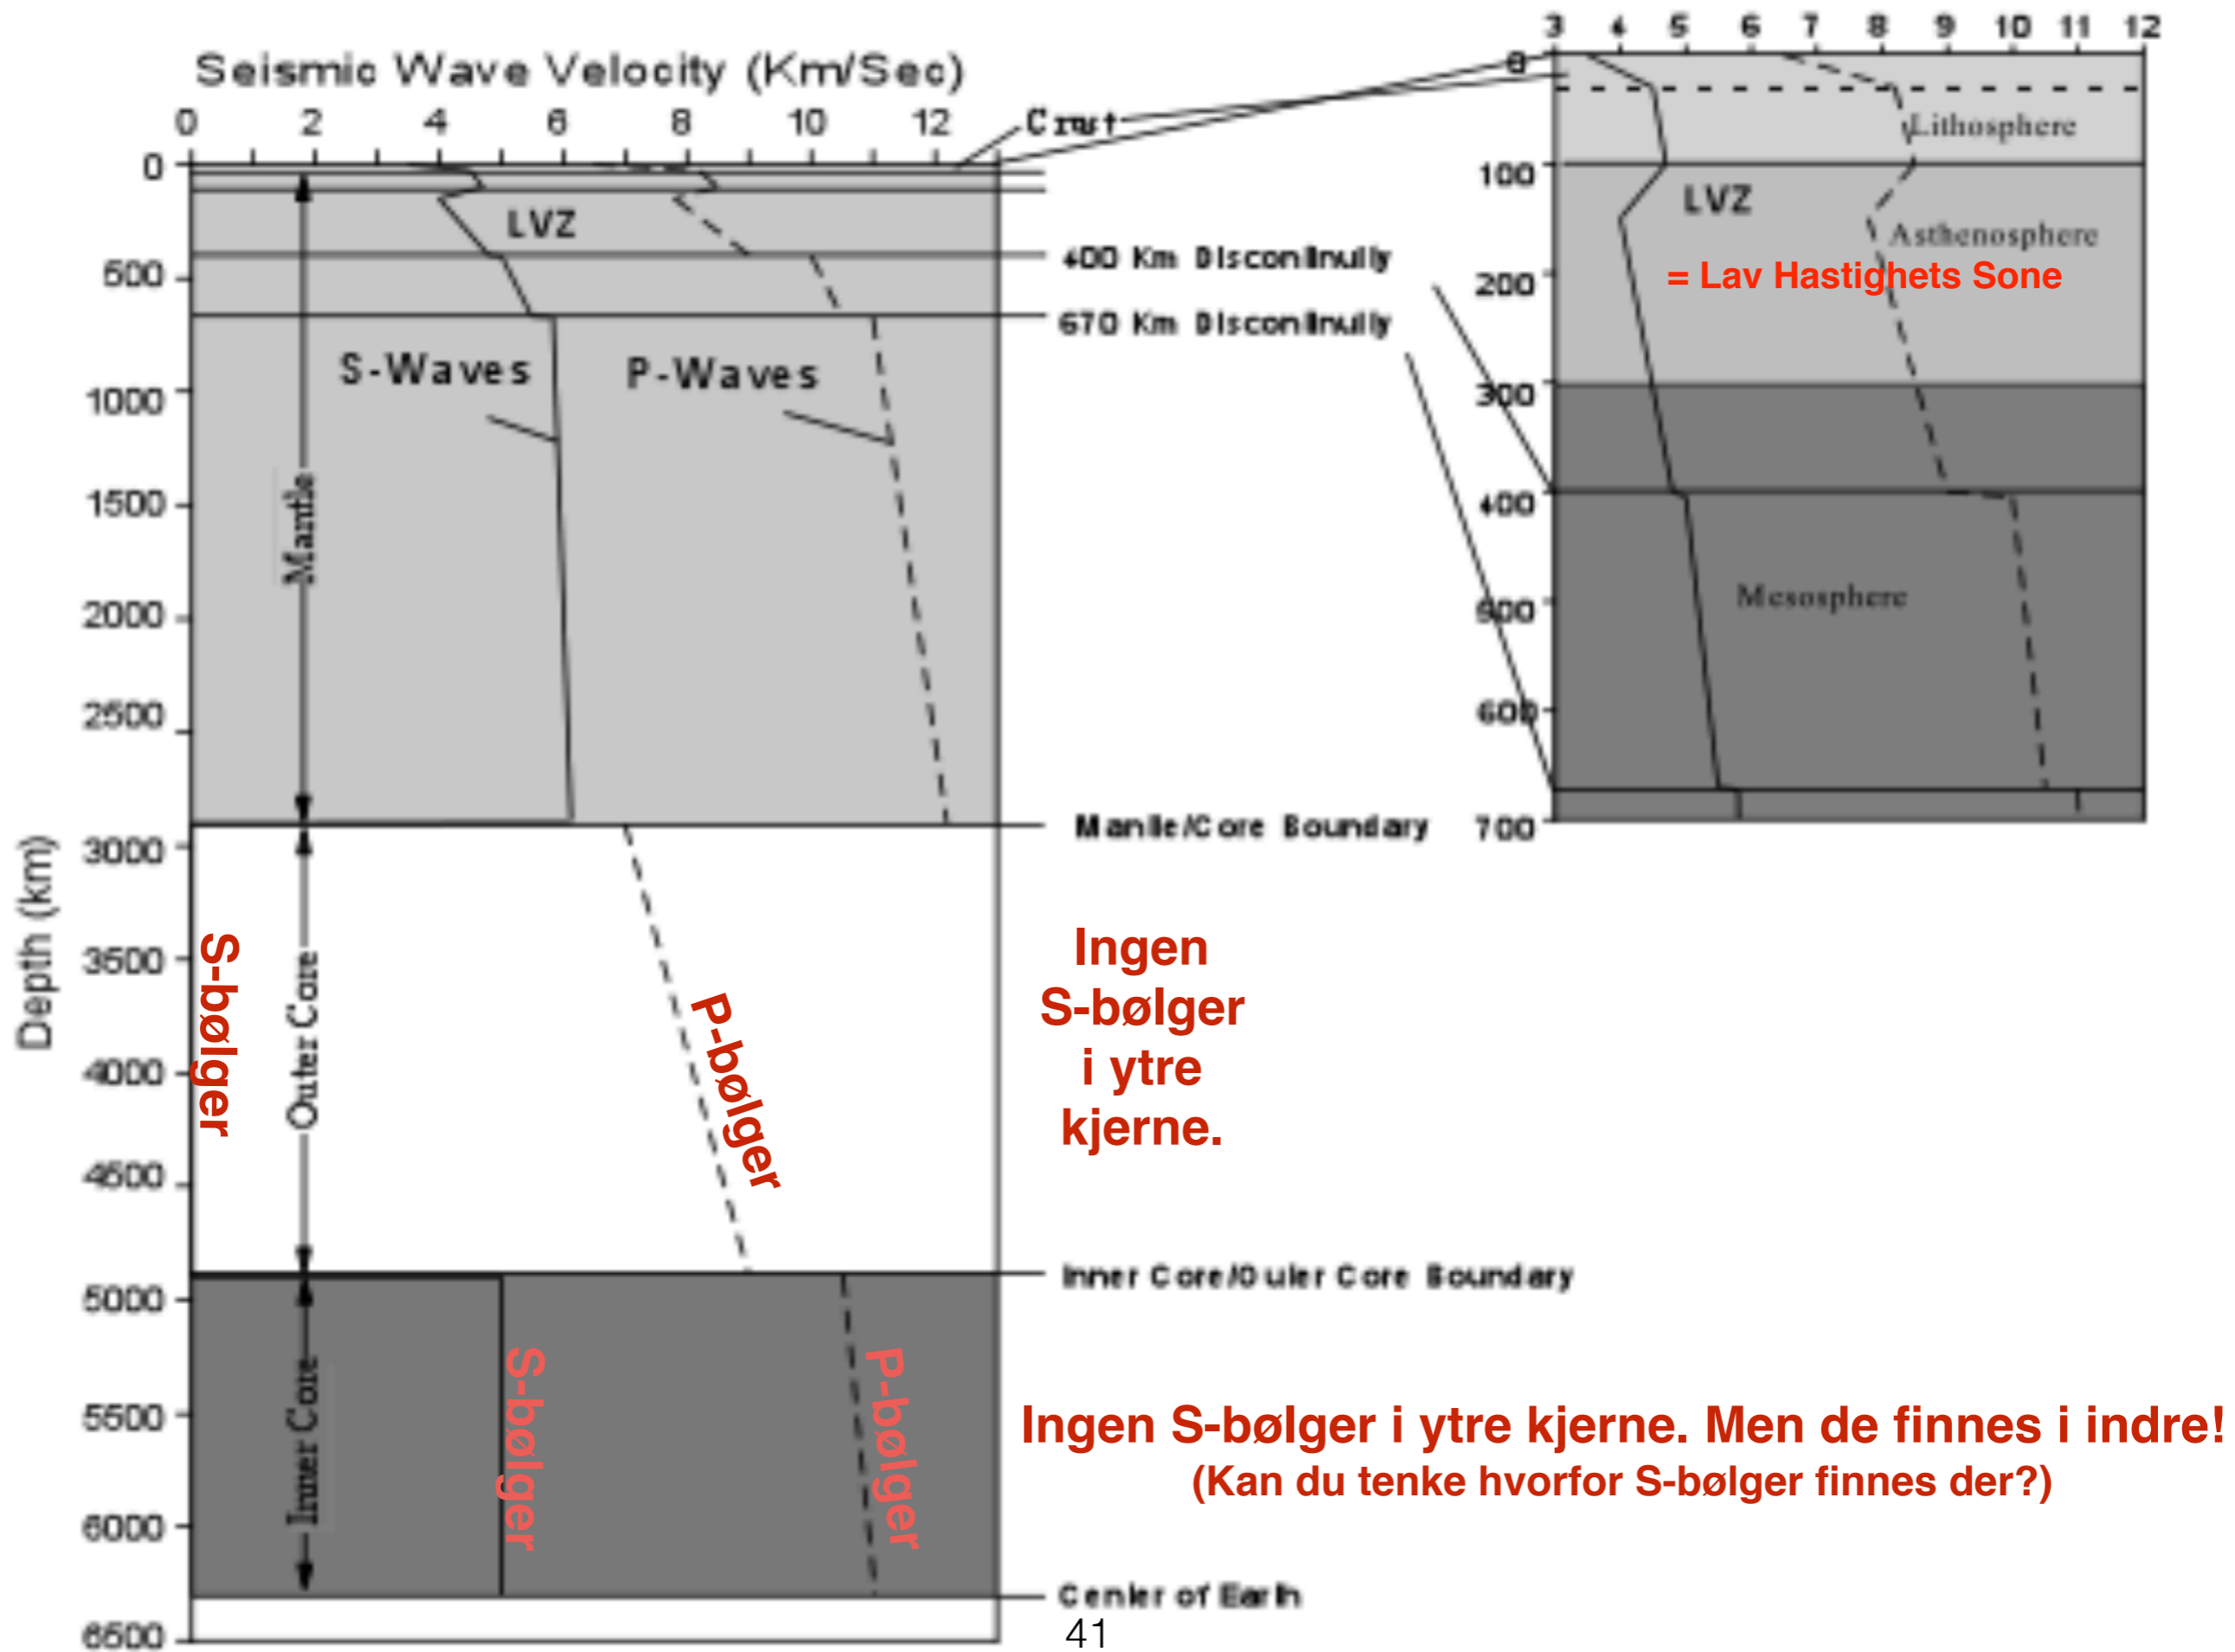 Seismic Wave Velocity (Km/Sec)
0 2 4 6 8 10 12
0
500
1000
1500
2000
2500
3000
3500
4000
4500
5000
5500
6000
6500
Depth (km)
LVZ
S-Waves
P-Waves
Mantle
Outer Core
Inner Core
S-bølger
P-bølger
S-bølger
P-bølger
Crust
400 Km Discontinuity
670 Km Discontinuity
Mantle/Core Boundary
Inner Core/Outer Core Boundary
Center of Earth
3 4 5 6 7 8 9 10 11 12
0
100
200
300
400
500
600
700
Lithosphere
LVZ
Asthenosphere
= Lav Hastighets Sone
Mesosphere
Ingen
S-bølger
i ytre
kjerne.
Ingen S-bølger i ytre kjerne. Men de finnes i indre!
(Kan du tenke hvorfor S-bølger finnes der?)
41